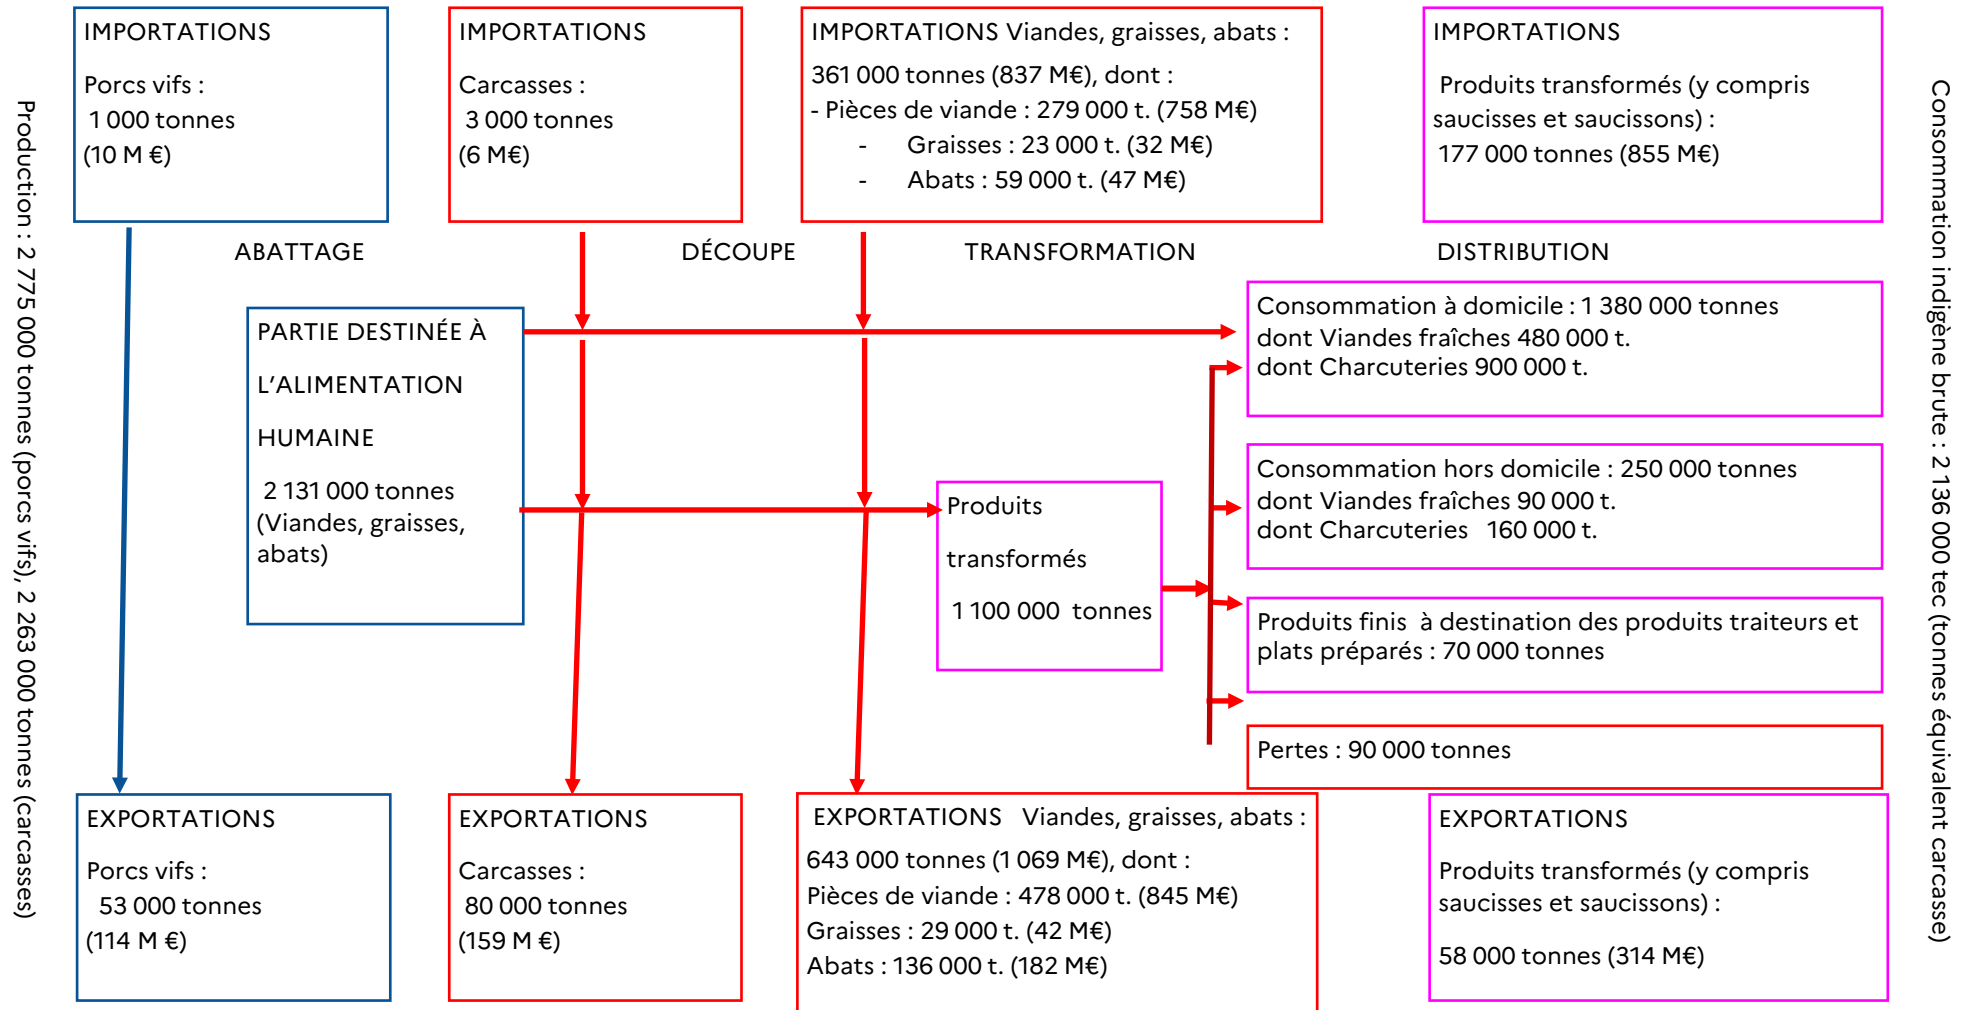 Production : 2 775 000 tonnes (porcs vifs), 2 263 000 tonnes (carcasses)
IMPORTATIONS
Porcs vifs :
1 000 tonnes
(10 M €)
IMPORTATIONS
Carcasses :
3 000 tonnes
(6 M€)
IMPORTATIONS Viandes, graisses, abats :
361 000 tonnes (837 M€), dont :
- Pièces de viande : 279 000 t. (758 M€)
- Graisses : 23 000 t. (32 M€)
- Abats : 59 000 t. (47 M€)
IMPORTATIONS
Produits transformés (y compris
saucisses et saucissons) :
177 000 tonnes (855 M€)
ABATTAGE
DÉCOUPE
TRANSFORMATION
DISTRIBUTION
PARTIE DESTINÉE À
L’ALIMENTATION
HUMAINE
2 131 000 tonnes
(Viandes, graisses,
abats)
Produits
transformés
1 100 000 tonnes
Consommation à domicile : 1 380 000 tonnes
dont Viandes fraîches 480 000 t.
dont Charcuteries 900 000 t.
Consommation hors domicile : 250 000 tonnes
dont Viandes fraîches 90 000 t.
dont Charcuteries 160 000 t.
Produits finis à destination des produits traiteurs et
plats préparés : 70 000 tonnes
Pertes : 90 000 tonnes
EXPORTATIONS
Porcs vifs :
53 000 tonnes
(114 M €)
EXPORTATIONS
Carcasses :
80 000 tonnes
(159 M €)
EXPORTATIONS Viandes, graisses, abats :
643 000 tonnes (1 069 M€), dont :
Pièces de viande : 478 000 t. (845 M€)
Graisses : 29 000 t. (42 M€)
Abats : 136 000 t. (182 M€)
EXPORTATIONS
Produits transformés (y compris
saucisses et saucissons) :
58 000 tonnes (314 M€)
Consommation indigène brute : 2 136 000 tec (tonnes équivalent carcasse)